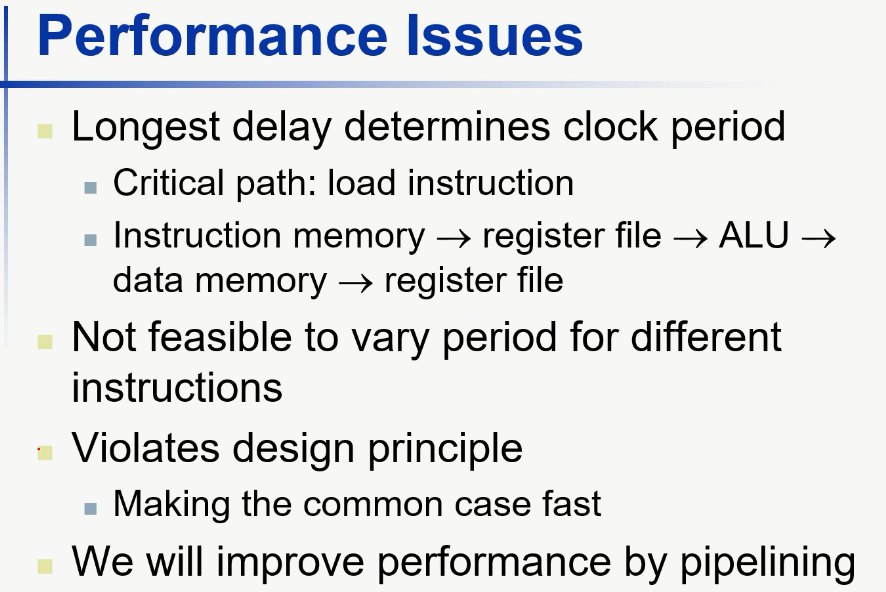 Performance Issues
Longest delay determines clock period
Critical path: load instruction
Instruction memory → register file → ALU →
data memory → register file
Not feasible to vary period for different
instructions
Violates design principle
Making the common case fast
We will improve performance by pipelining